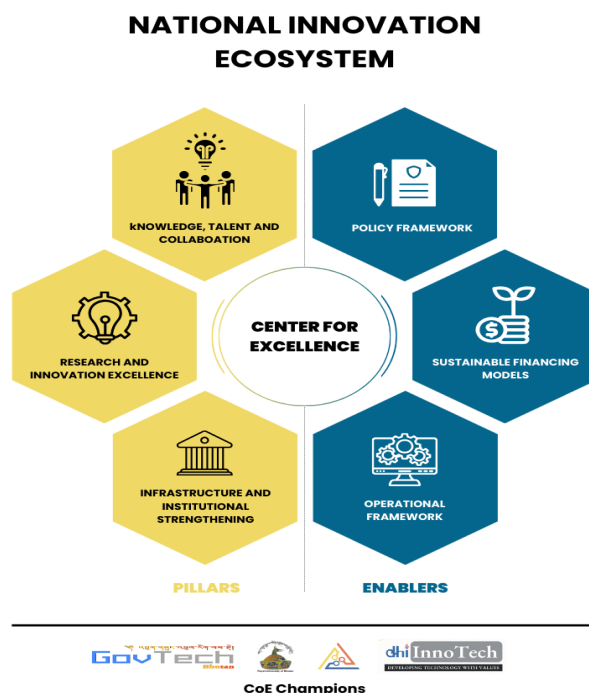 NATIONAL INNOVATION
ECOSYSTEM
kNOWLEDGE, TALENT AND
COLLABOATION
POLICY FRAMEWORK
RESEARCH AND
INNOVATION EXCELLENCE
CENTER FOR
EXCELLENCE
SUSTAINABLE FINANCING
MODELS
INFRASTRUCTURE AND
INSTITUTIONAL
STRENGTHENING
OPERATIONAL
FRAMEWORK
PILLARS
ENABLERS
GovTech
Bhutan
dhi InnoTech
DEVELOPING TECHNOLOGY WITH VALUES
CoE Champions